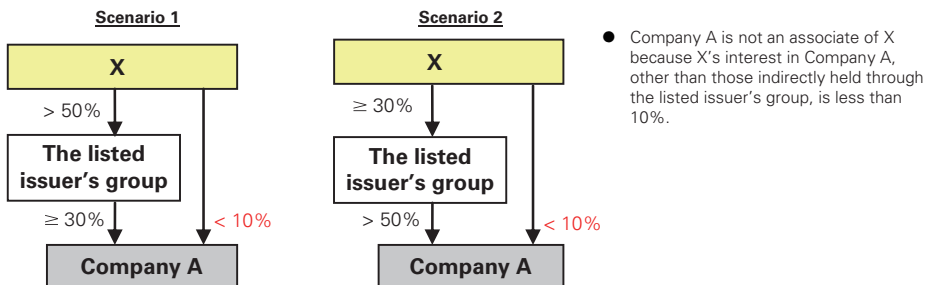 Scenario 1
X
> 50%
The listed
issuer's group
≥ 30%
< 10%
Company A
Scenario 2
X
≥ 30%
The listed
issuer's group
> 50%
< 10%
Company A
● Company A is not an associate of X
because X's interest in Company A,
other than those indirectly held through
the listed issuer's group, is less than
10%.